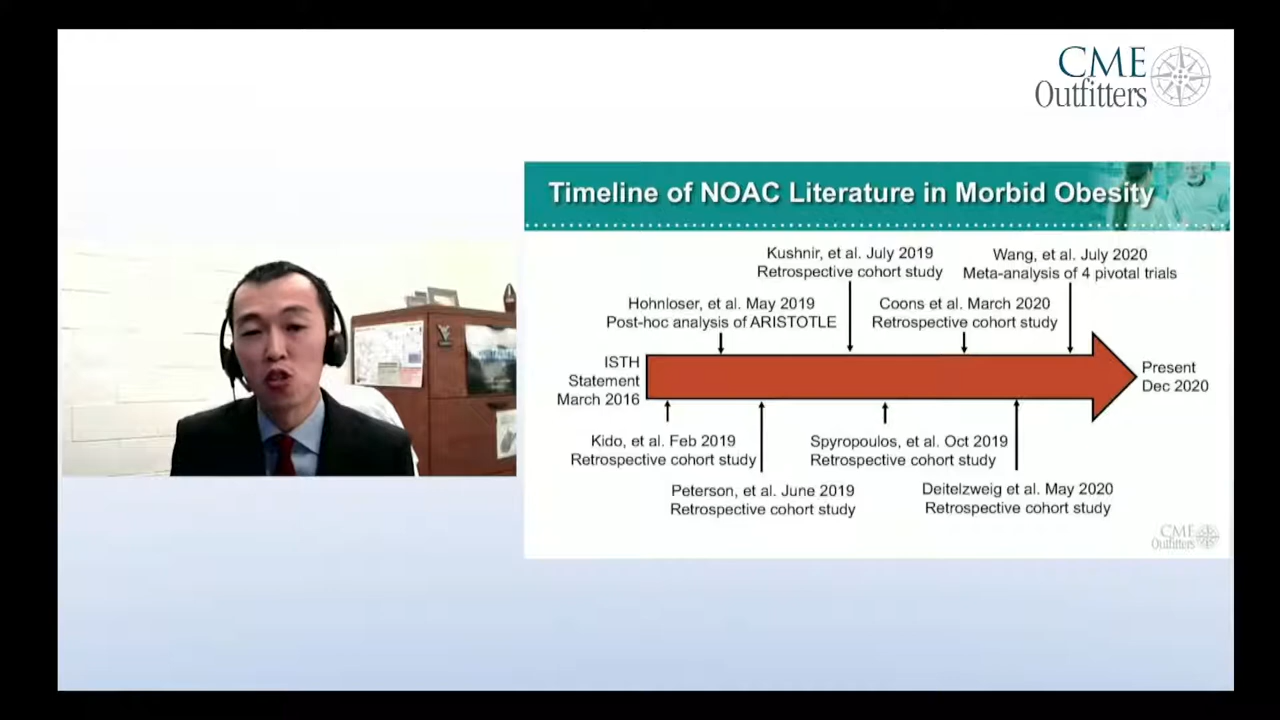 CME
Outfitters
Timeline of NOAC Literature in Morbid Obesity
Kushnir, et al. July 2019
Retrospective cohort study
Wang, et al. July 2020
Meta-analysis of 4 pivotal trials
Hohnloser, et al. May 2019
Post-hoc analysis of ARISTOTLE
Coons et al. March 2020
Retrospective cohort study
ISTH
Statement
March 2016
Present
Dec 2020
Kido, et al. Feb 2019
Retrospective cohort study
Spyropoulos, et al. Oct 2019
Retrospective cohort study
Peterson, et al. June 2019
Retrospective cohort study
Deitelzweig et al. May 2020
Retrospective cohort study
CME
Outfitters